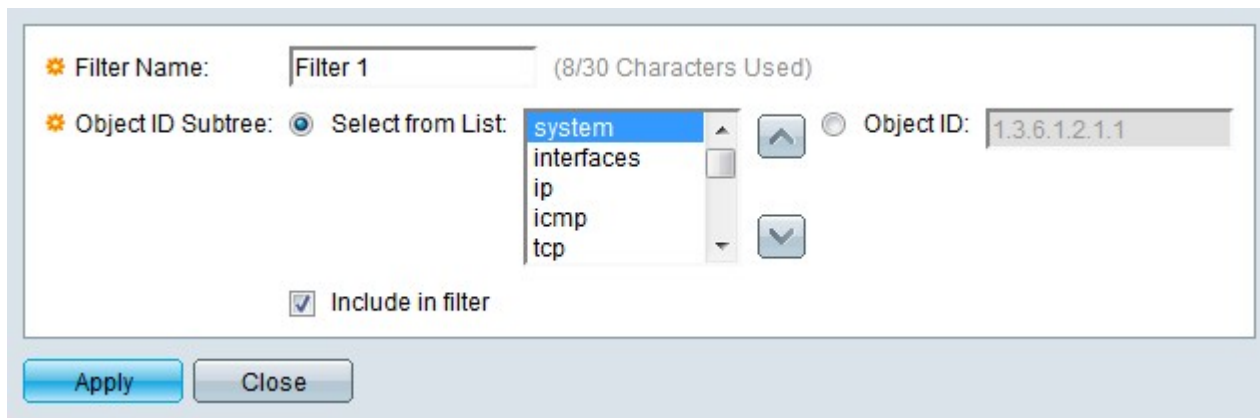 Filter Name: Filter 1 (8/30 Characters Used)
Object ID Subtree: Select from List: system Object ID: 1.3.6.1.2.1.1
interfaces
ip
icmp
tcp
Include in filter
Apply Close